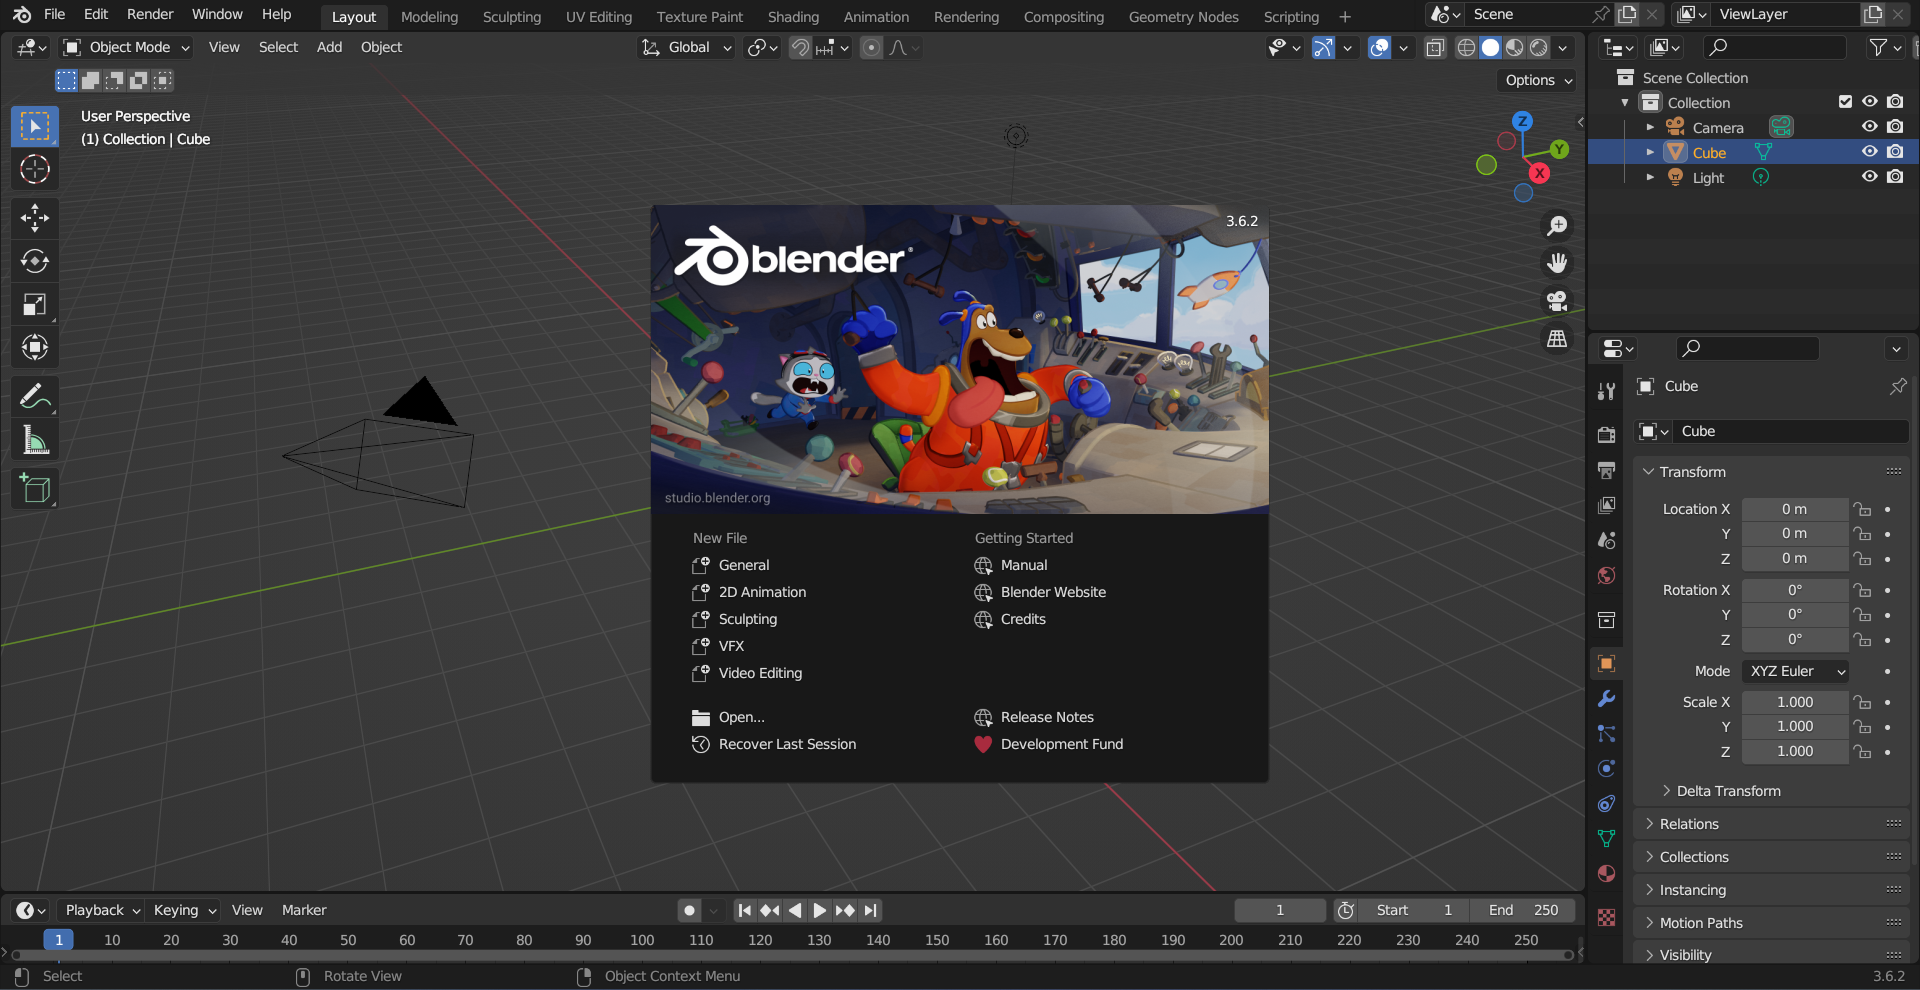 File Edit Render Window Help Layout Modeling Sculpting UV Editing Texture Paint Shading Animation Rendering Compositing Geometry Nodes Scripting + Scene ViewLayer
Object Mode View Select Add Object Global
Options
User Perspective
(1) Collection | Cube
Z
Y
X
Scene Collection
Collection
Camera
Cube
Light
3.6.2
blender
studio.blender.org
New File
General
2D Animation
Sculpting
VFX
Video Editing
Open...
Recover Last Session
Getting Started
Manual
Blender Website
Credits
Release Notes
Development Fund
Cube
Cube
Transform
Location X 0 m
Y 0 m
Z 0 m
Rotation X 0°
Y 0°
Z 0°
Mode XYZ Euler
Scale X 1.000
Y 1.000
Z 1.000
Delta Transform
Relations
Collections
Instancing
Motion Paths
Visibility
Playback Keying View Marker 1 Start 1 End 250
1 10 20 30 40 50 60 70 80 90 100 110 120 130 140 150 160 170 180 190 200 210 220 230 240 250
Select Rotate View Object Context Menu 3.6.2